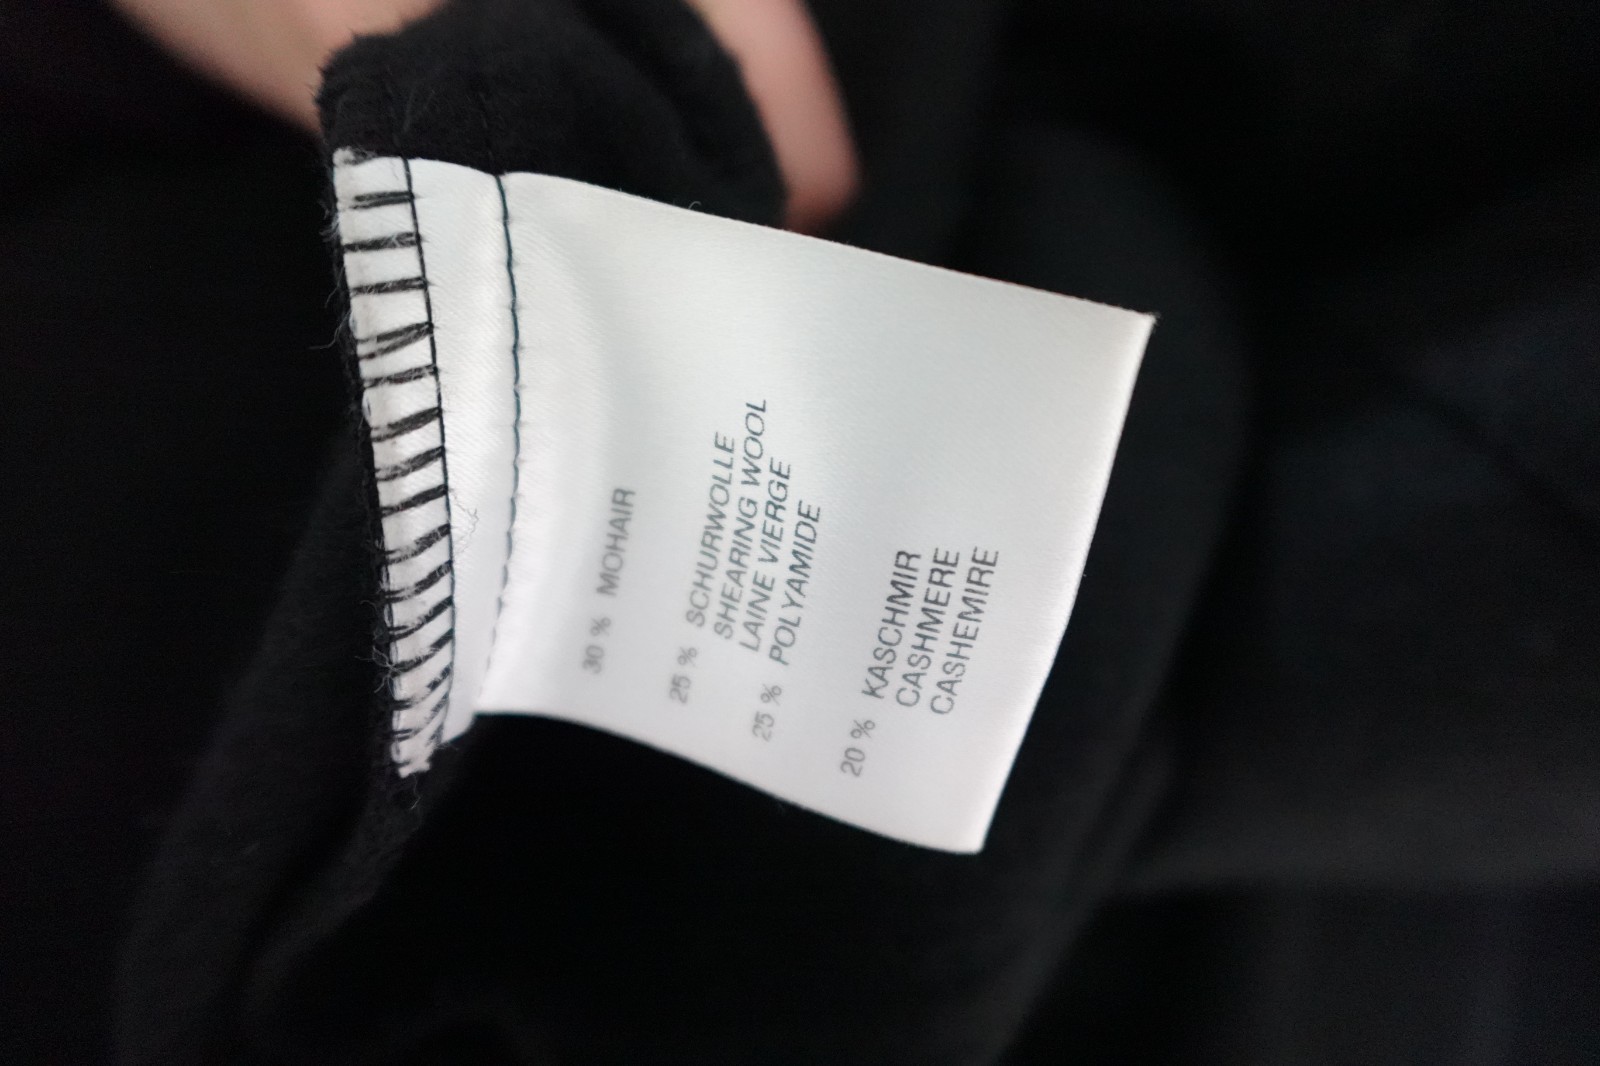 30 % MOHAIR
25 % SCHURWOLLE
SHEARING WOOL
LAINE VIERGE
25 % POLYAMIDE
20 % KASCHMIR
CASHMERE
CASHEMIRE